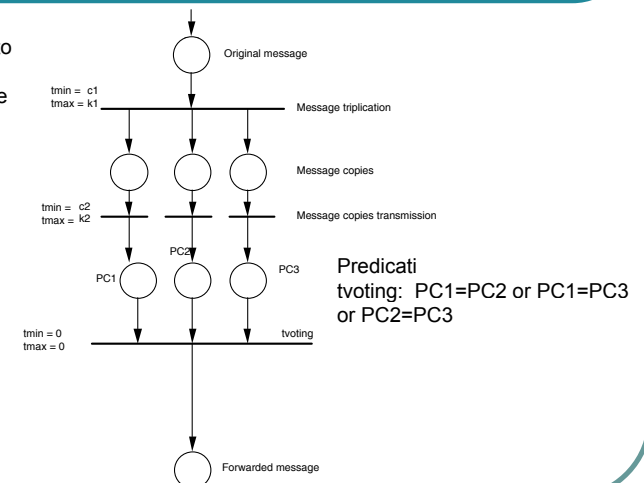 to
e
Original message
tmin = c1
tmax = k1
Message triplication
Message copies
tmin = c2
tmax = k2
Message copies transmission
PC2
PC1
PC3
Predicati
tvoting: PC1=PC2 or PC1=PC3
or PC2=PC3
tmin = 0
tmax = 0
tvoting
Forwarded message